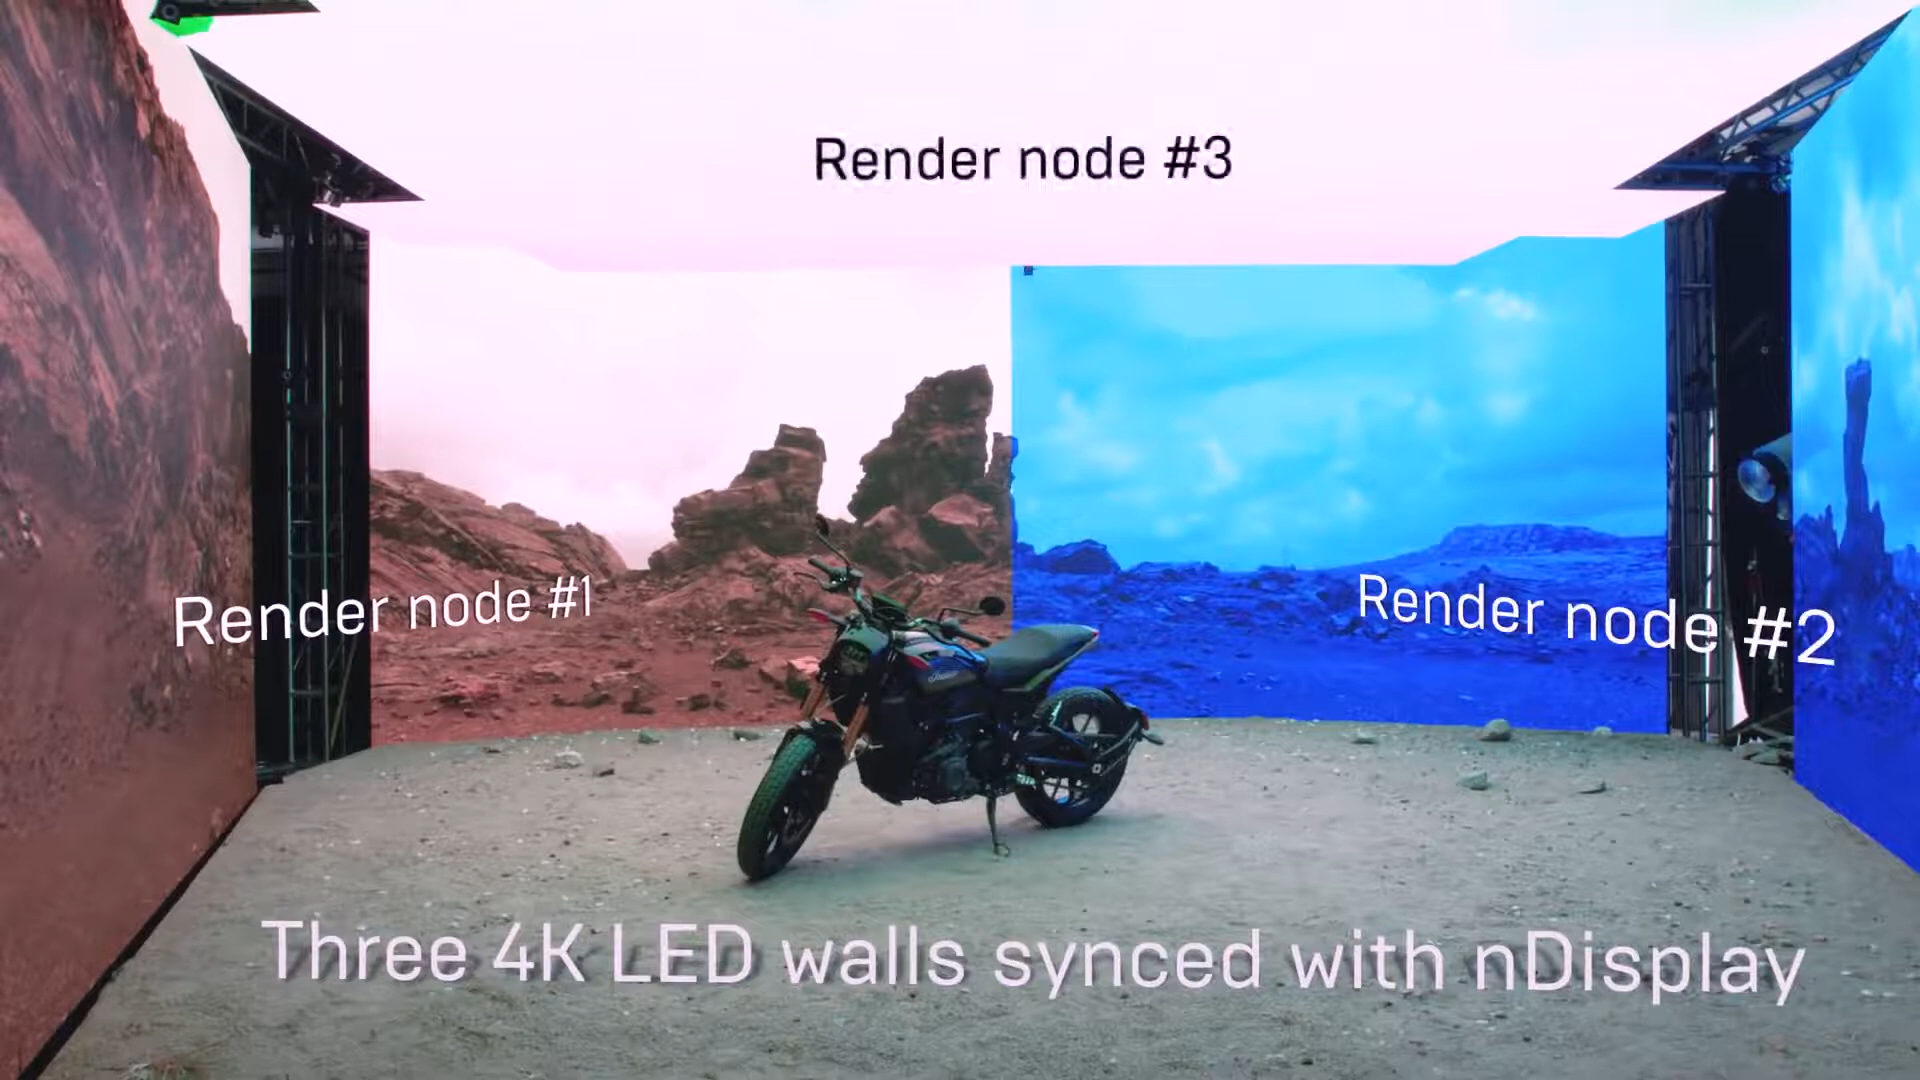 Render node #3
Render node #1
Render node #2
Three 4K LED walls synced with nDisplay